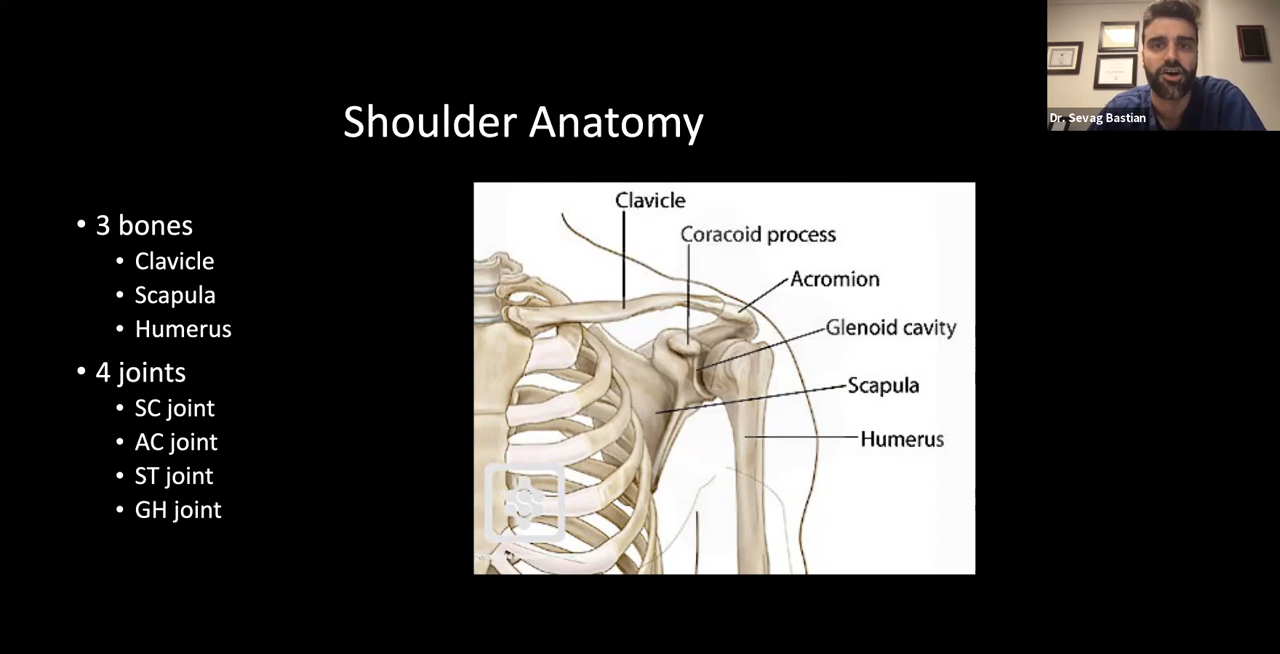 Dr. Sevag Bastian
Shoulder Anatomy
• 3 bones
• Clavicle
• Scapula
• Humerus
• 4 joints
• SC joint
• AC joint
• ST joint
• GH joint
Clavicle
Coracoid process
Acromion
Glenoid cavity
Scapula
Humerus